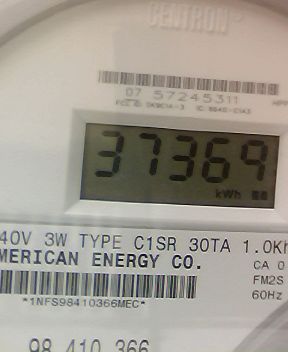 CENTRON
07 57245311
37369
kWh
40V 3W TYPE C1SR 30TA 1.0Kh
MERICAN ENERGY CO.
CA 0
FM2S
*1NFS98410366MEC*
60Hz
98 410 366